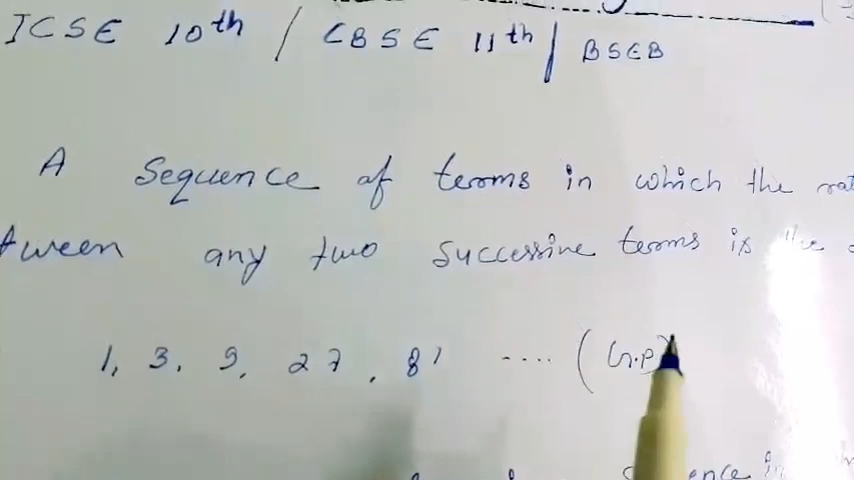 ICSE 10th / CBSE 11th / BSEB
A Sequence of terms in which the
tween any two successive terms is the
1, 3, 9, 27, 81 .... (G.P)